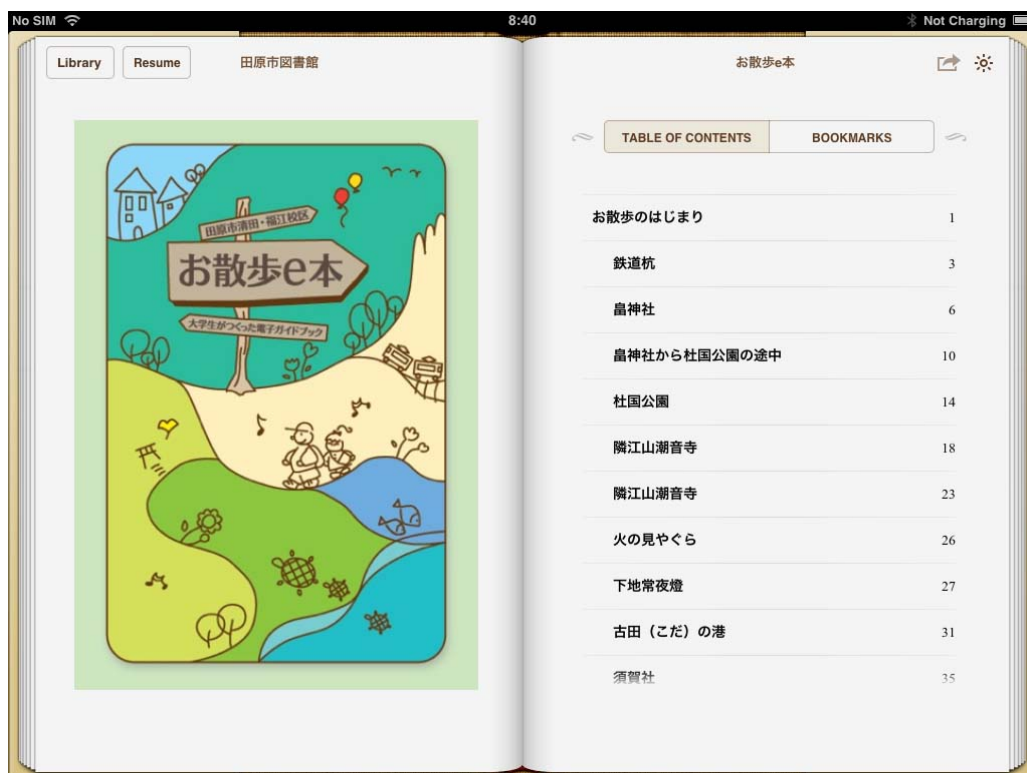 No SIM 8:40 Not Charging
Library Resume 田原市図書館
お散歩e本
田原市清田・福江校区
お散歩e本
大学生がつくった電子ガイドブック
TABLE OF CONTENTS BOOKMARKS
お散歩のはじまり 1
鉄道杭 3
畠神社 6
畠神社から杜国公園の途中 10
杜国公園 14
隣江山潮音寺 18
隣江山潮音寺 23
火の見やぐら 26
下地常夜燈 27
古田（こだ）の港 31
須賀社 35